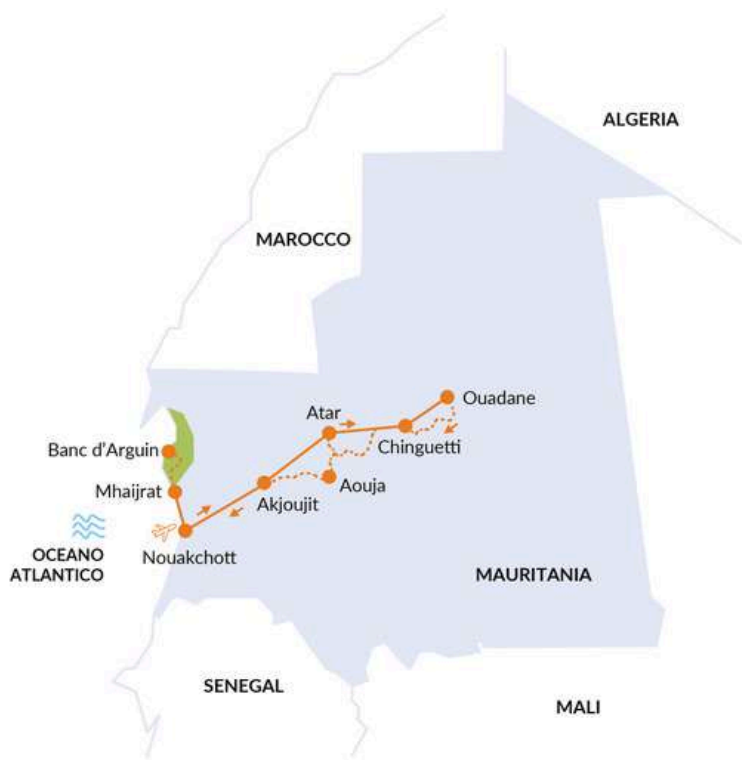 ALGERIA
MAROCCO
Ouadane
Atar
Chinguetti
Banc d'Arguin
Aouja
Mhaijrat
Akjoujit
Nouakchott
OCEANO
ATLANTICO
MAURITANIA
SENEGAL
MALI